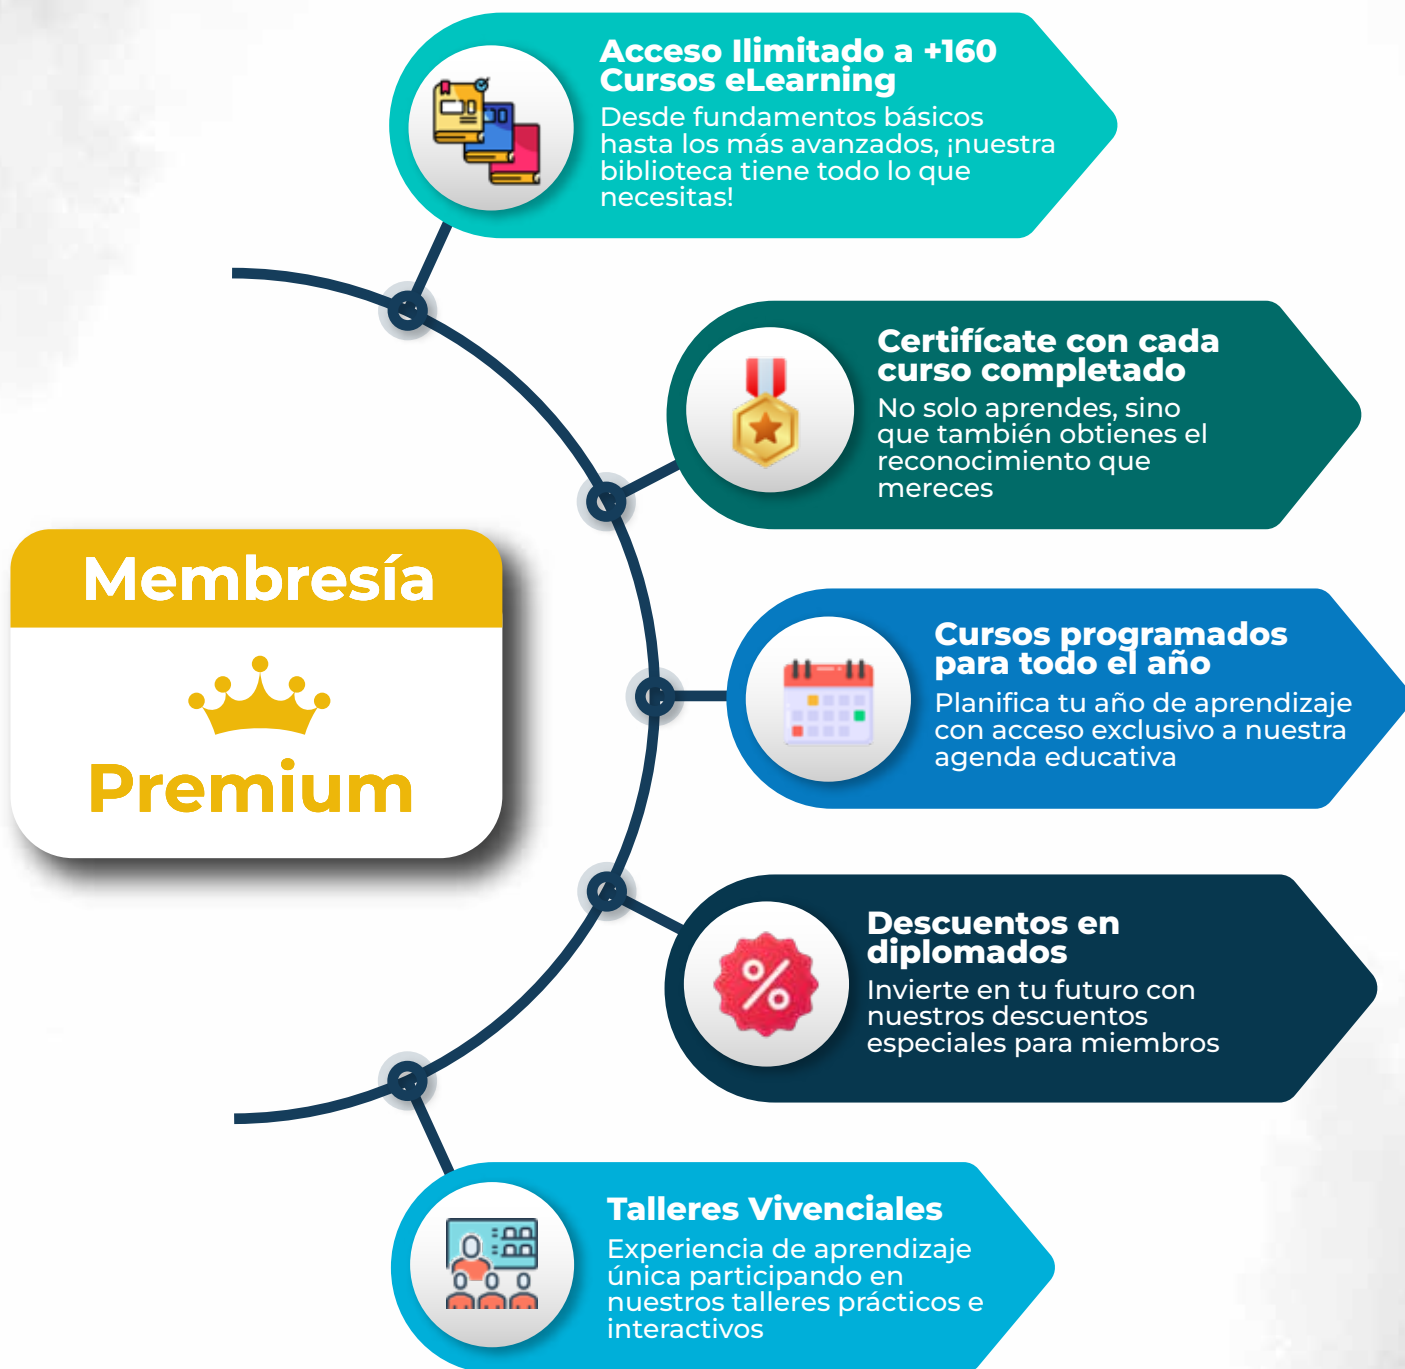 Acceso Ilimitado a +160
Cursos eLearning
Desde fundamentos básicos
hasta los más avanzados, ¡nuestra
biblioteca tiene todo lo que
necesitas!
Certifícate con cada
curso completado
No solo aprendes, sino
que también obtienes el
reconocimiento que
mereces
Membresía
Premium
Cursos programados
para todo el año
Planifica tu año de aprendizaje
con acceso exclusivo a nuestra
agenda educativa
Descuentos en
diplomados
Invierte en tu futuro con
nuestros descuentos
especiales para miembros
Talleres Vivenciales
Experiencia de aprendizaje
única participando en
nuestros talleres prácticos e
interactivos